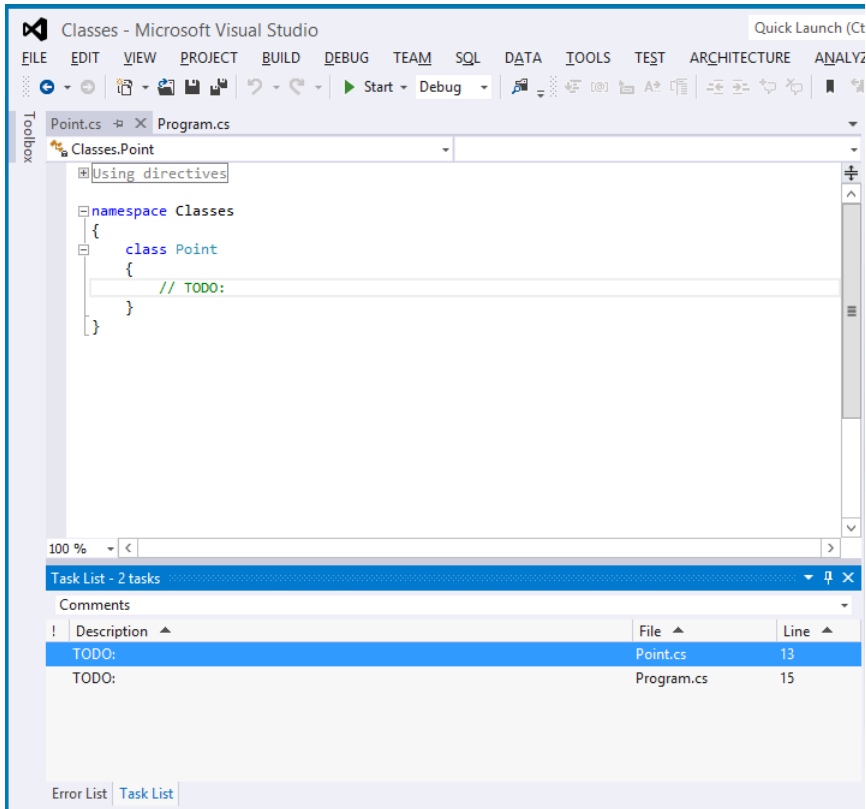 Classes - Microsoft Visual Studio
Quick Launch (Ct
FILE EDIT VIEW PROJECT BUILD DEBUG TEAM SQL DATA TOOLS TEST ARCHITECTURE ANALYZ
Start Debug
Toolbox
Point.cs Program.cs
Classes.Point
Using directives
namespace Classes
{
class Point
{
// TODO:
}
}
100 %
Task List - 2 tasks
Comments
! Description File Line
TODO: Point.cs 13
TODO: Program.cs 15
Error List Task List